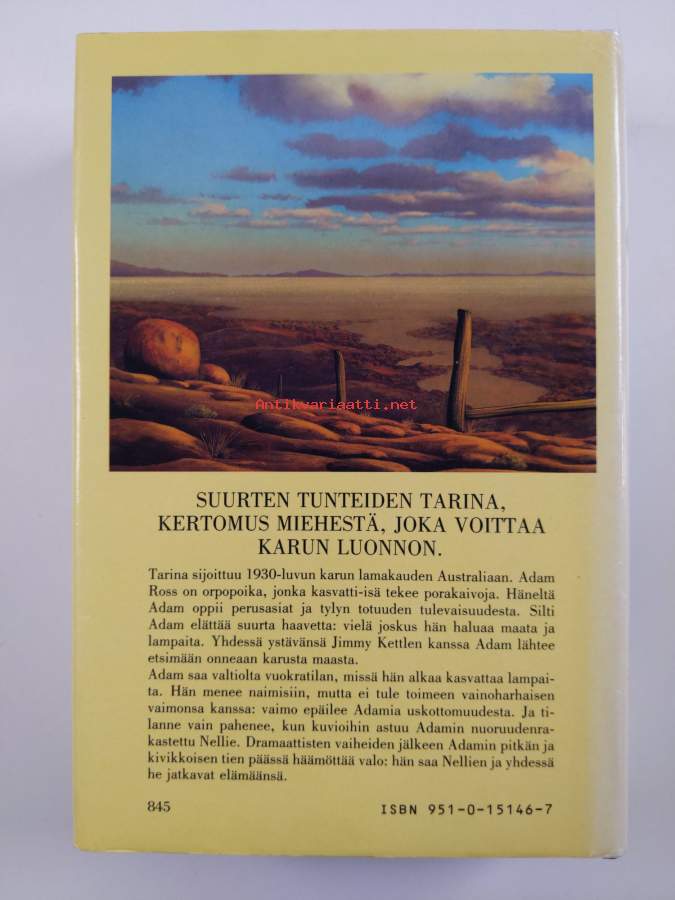 Antikvariaatti.net
SUURTEN TUNTEIDEN TARINA,
KERTOMUS MIEHESTÄ, JOKA VOITTAA
KARUN LUONNON.
Tarina sijoittuu 1930-luvun karun lamakauden Australiaan. Adam
Ross on orpopoika, jonka kasvatti-isä tekee porakaivoja. Häneltä
Adam oppii perusasiat ja tylyn totuuden tulevaisuudesta. Silti
Adam elättää suurta haavetta: vielä joskus hän haluaa maata ja
lampaita. Yhdessä ystävänsä Jimmy Kettlen kanssa Adam lähtee
etsimään onneaan karusta maasta.
Adam saa valtiolta vuokratilan, missä hän alkaa kasvattaa lampai-
ta. Hän menee naimisiin, mutta ei tule toimeen vainoharhaisen
vaimonsa kanssa: vaimo epäilee Adamia uskottomuudesta. Ja ti-
lanne vain pahenee, kun kuvioihin astuu Adamin nuoruudenra-
kastettu Nellie. Dramaattisten vaiheiden jälkeen Adamin pitkän ja
kivikkoisen tien päässä häämöttää valo: hän saa Nellien ja yhdessä
he jatkavat elämäänsä.
845
ISBN 951-0-15146-7